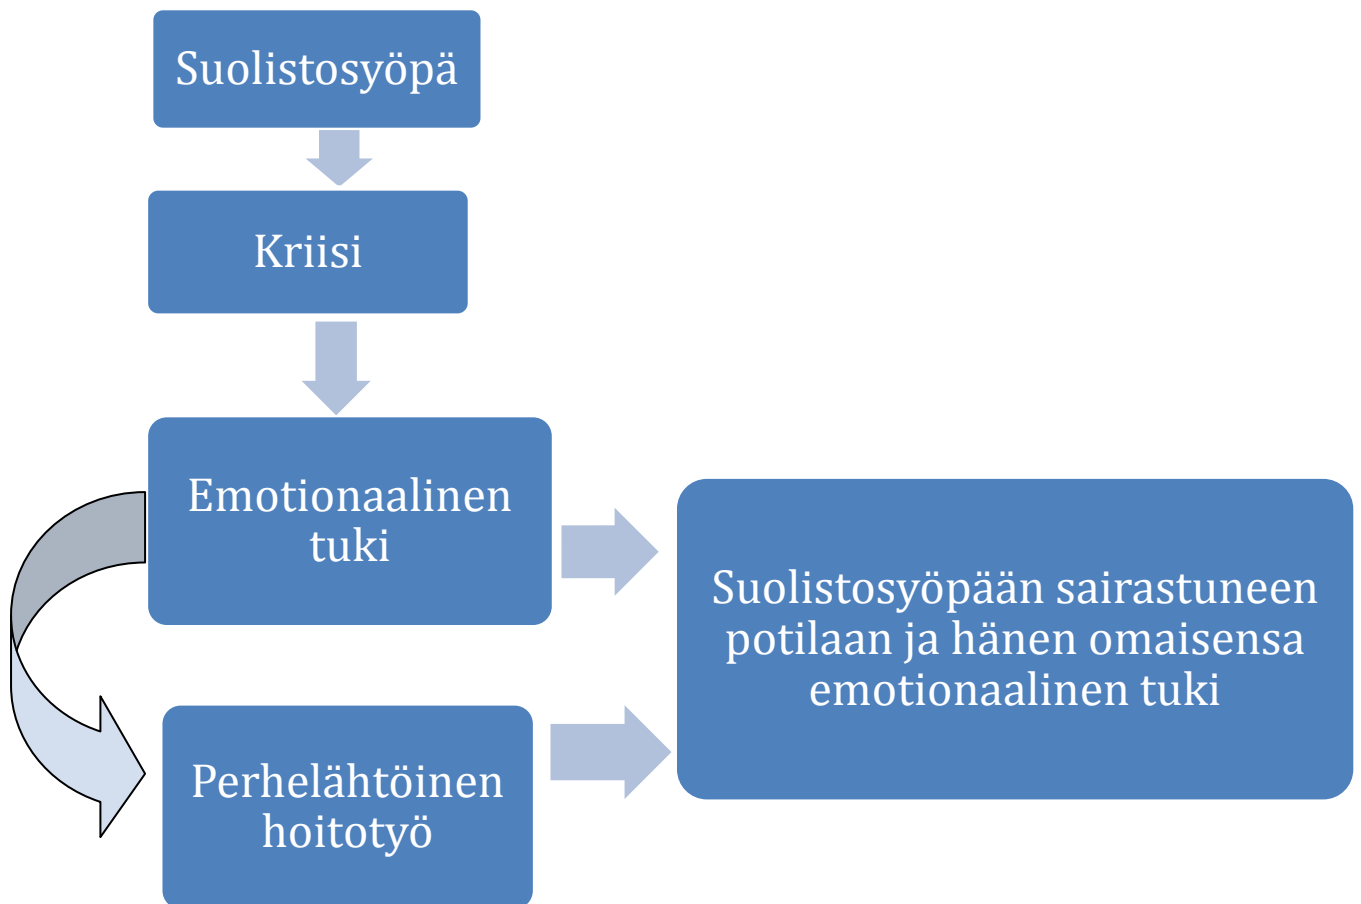 Suolistosyöpä
Kriisi
Emotionaalinen
tuki
Suolistosyöpään sairastuneen
potilaan ja hänen omaisensa
emotionaalinen tuki
Perhelähtöinen
hoitotyö